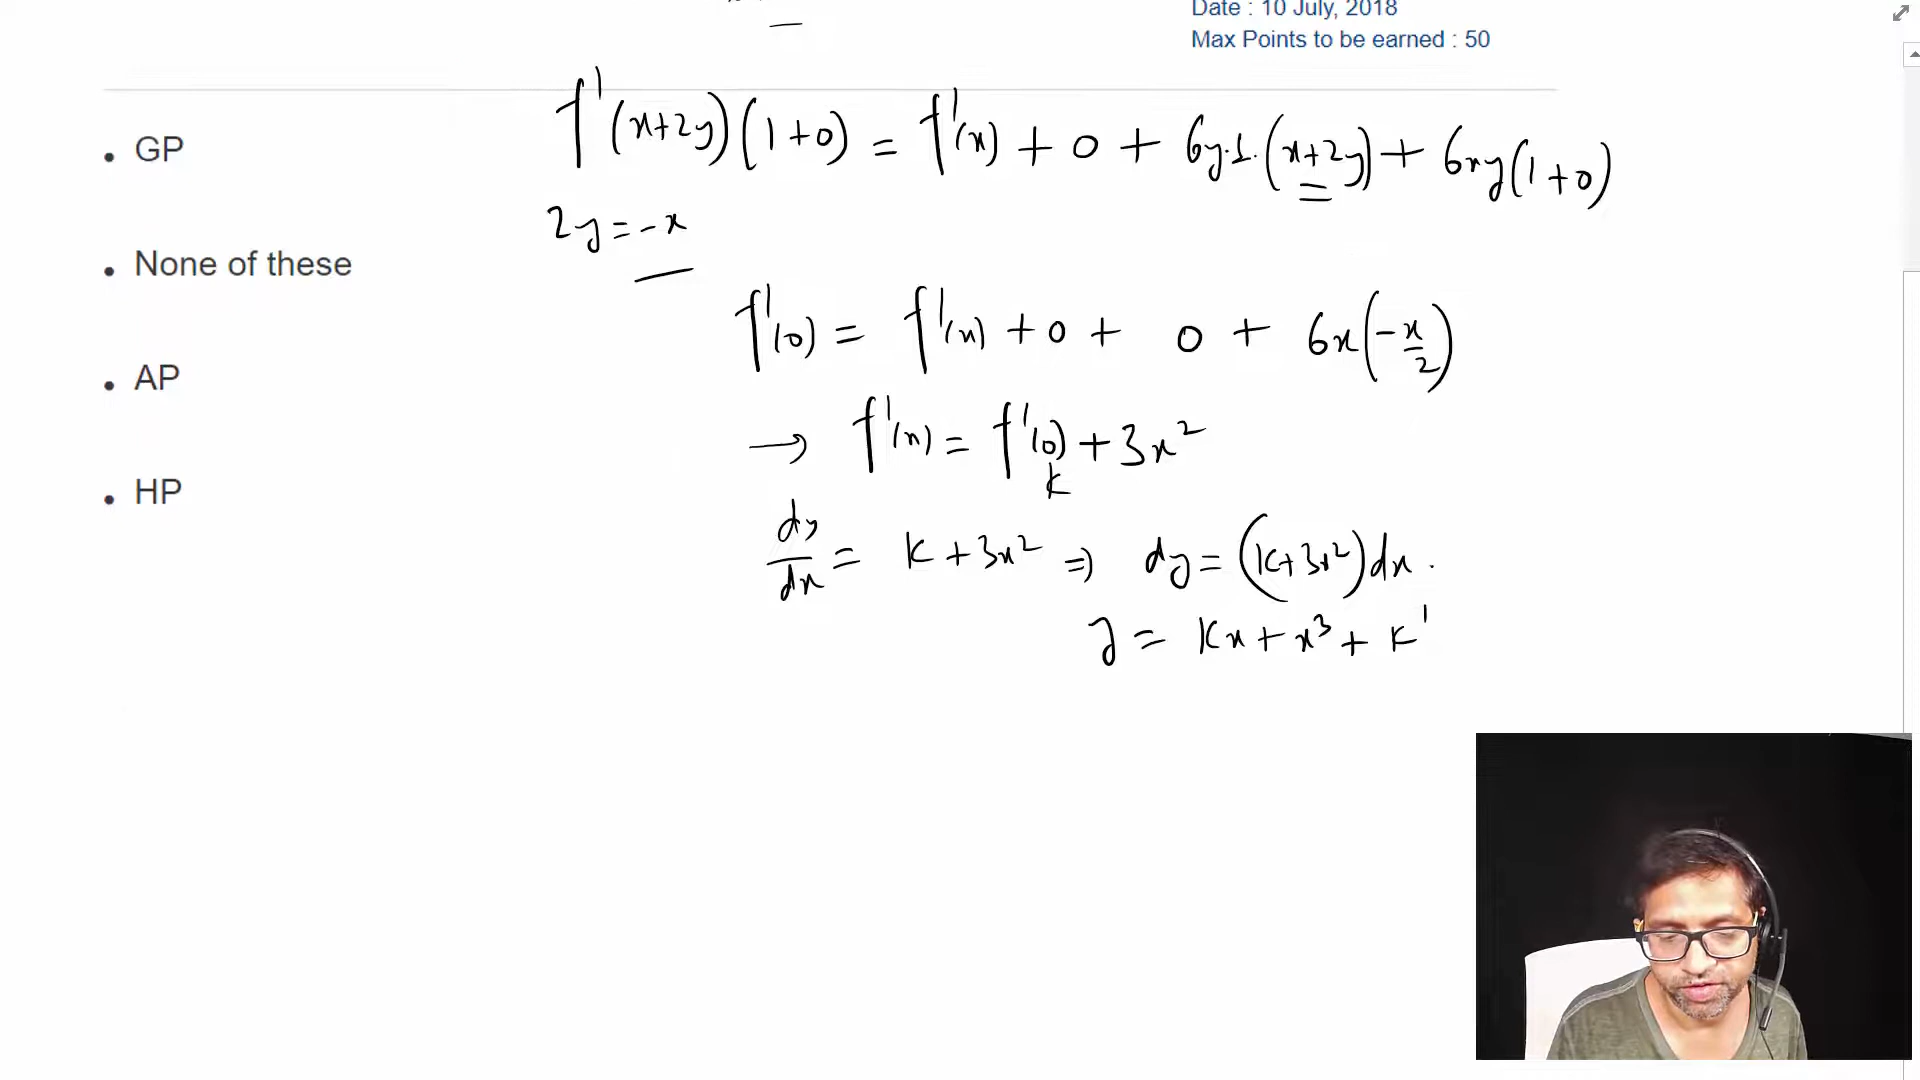 Date : 10 July, 2018
Max Points to be earned : 50
f'(x+2y)(1+0) = f'(x) + 0 + 6y.1.(x+2y) + 6xy(1+0)
• GP
2y = -x
• None of these
f'(0) = f'(x) + 0 + 0 + 6x(-x/2)
• AP
→ f'(x) = f'(0) + 3x²
k
• HP
dy/dx = k + 3x² ⇒ dy = (k+3x²)dx.
y = kx + x³ + k'